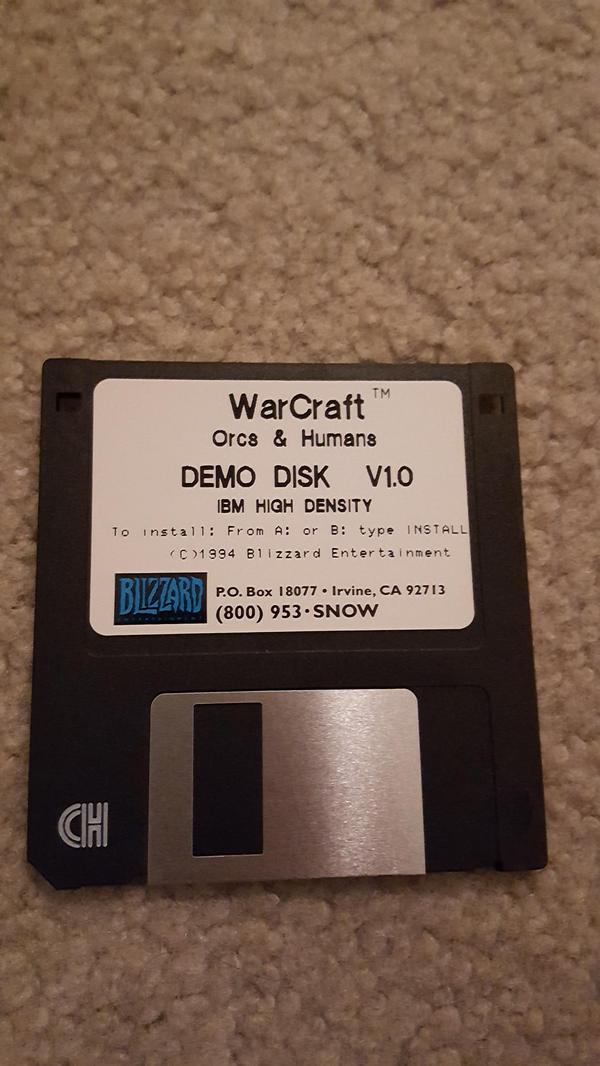 WarCraft™
Orcs & Humans
DEMO DISK V1.0
IBM HIGH DENSITY
To install: From A: or B: type INSTALL
(C)1994 Blizzard Entertainment
BLIZZARD
ENTERTAINMENT
P.O. Box 18077 • Irvine, CA 92713
(800) 953·SNOW
CH